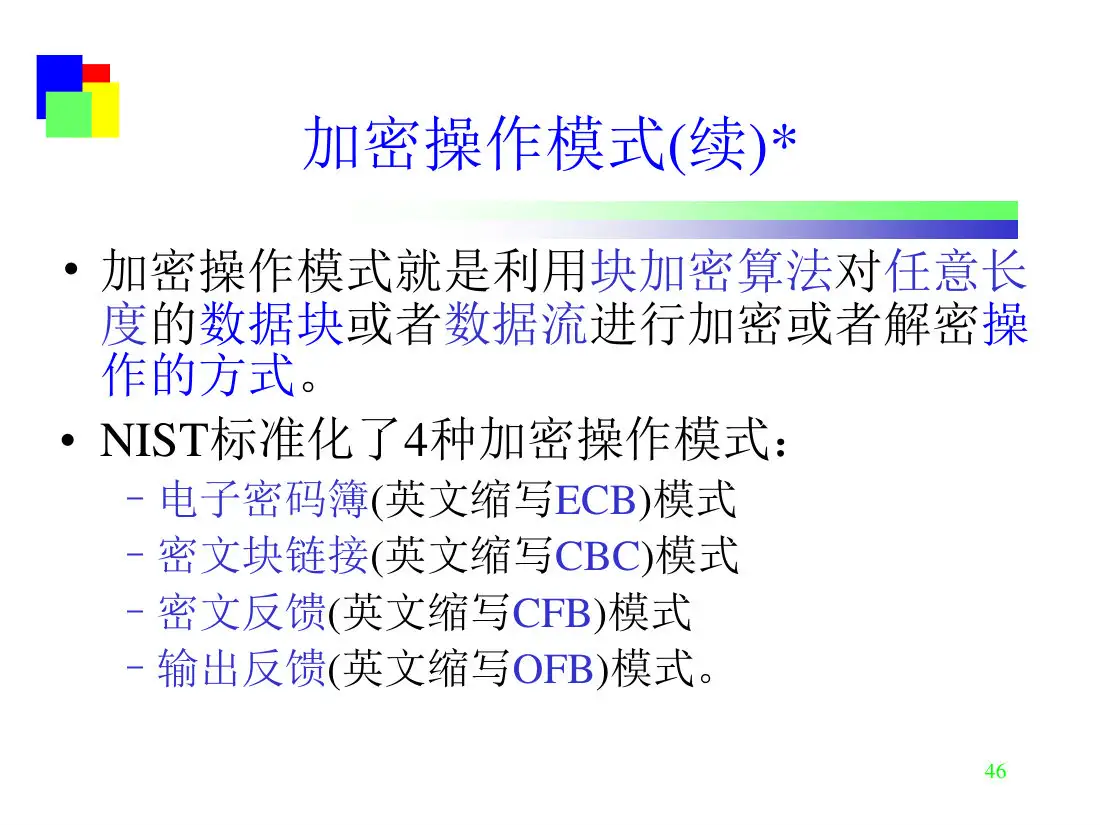 加密操作模式(续)*
• 加密操作模式就是利用块加密算法对任意长
度的数据块或者数据流进行加密或者解密操
作的方式。
• NIST标准化了4种加密操作模式：
– 电子密码簿(英文缩写ECB)模式
– 密文块链接(英文缩写CBC)模式
– 密文反馈(英文缩写CFB)模式
– 输出反馈(英文缩写OFB)模式。
46